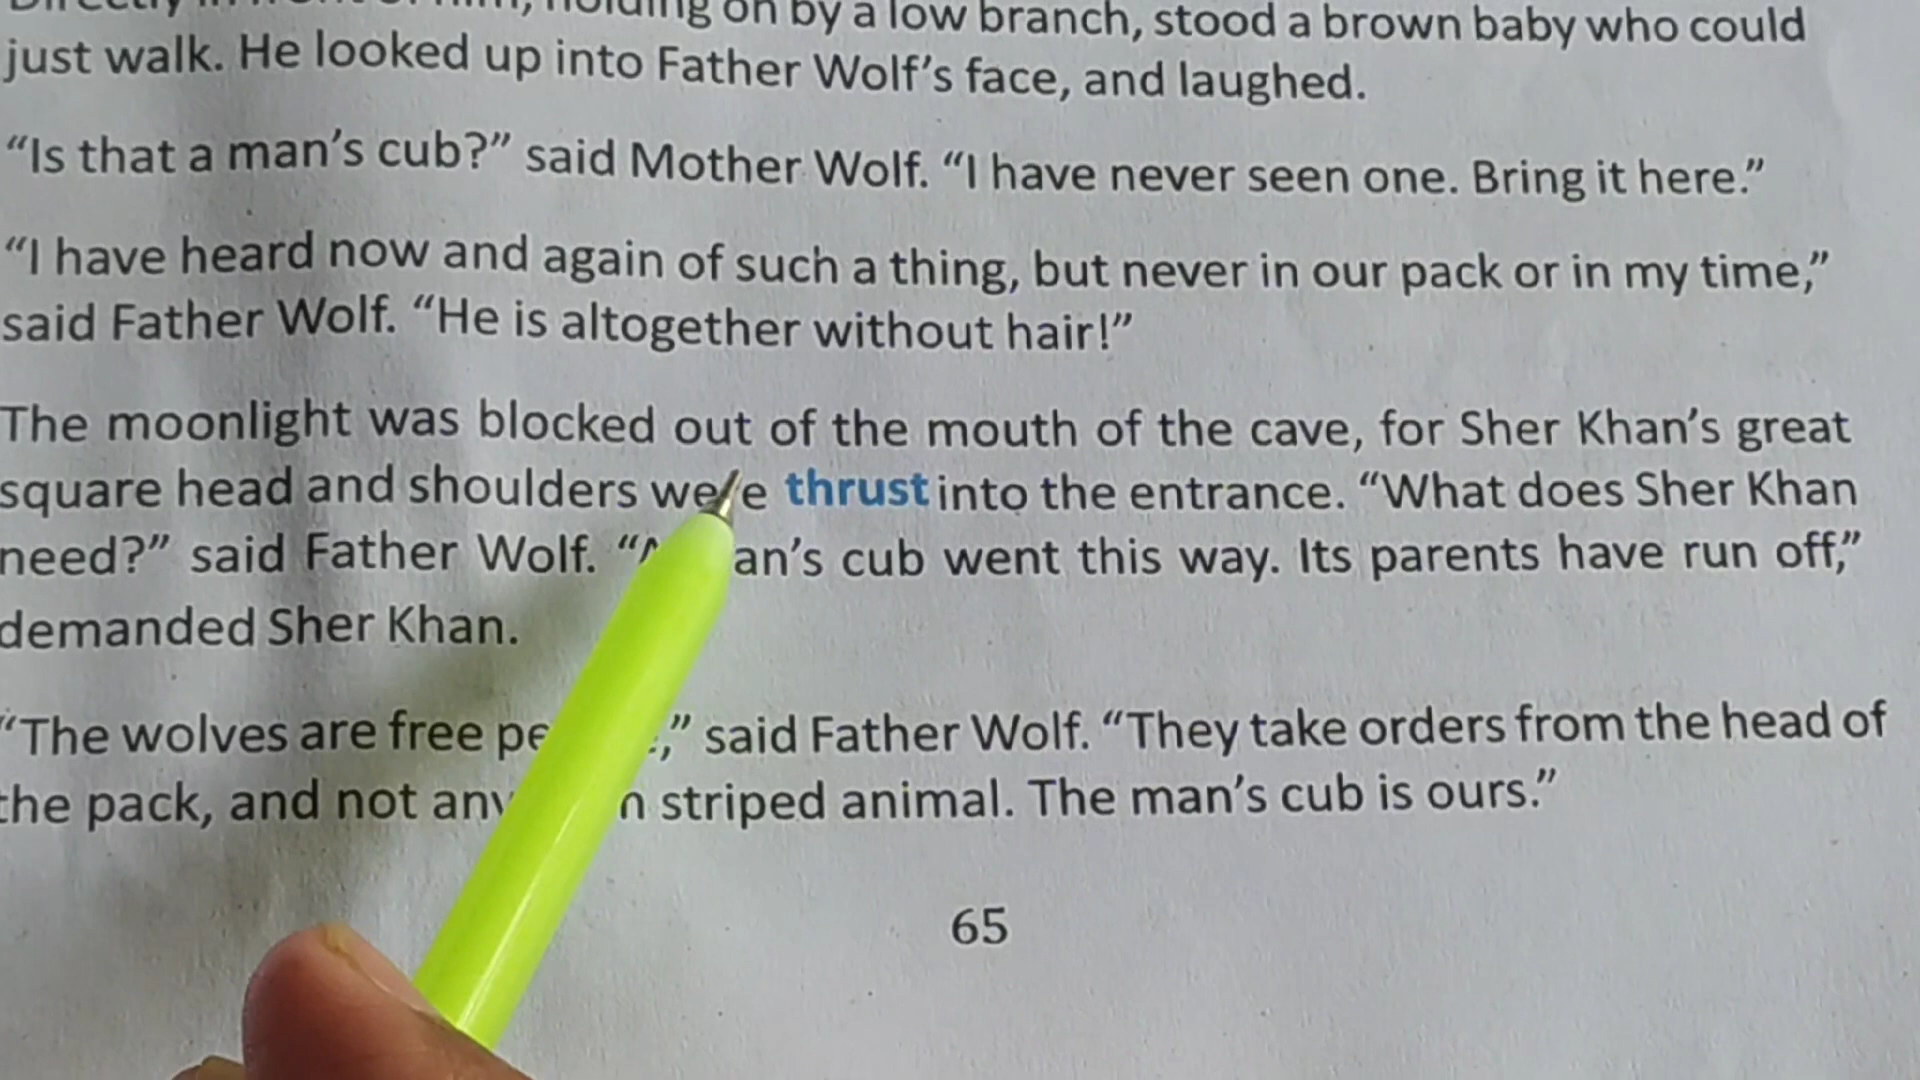 holding on by a low branch, stood a brown baby who could
just walk. He looked up into Father Wolf's face, and laughed.
“Is that a man's cub?” said Mother Wolf. “I have never seen one. Bring it here.”
“I have heard now and again of such a thing, but never in our pack or in my time,”
said Father Wolf. “He is altogether without hair!”
The moonlight was blocked out of the mouth of the cave, for Sher Khan's great
square head and shoulders were thrust into the entrance. “What does Sher Khan
need?” said Father Wolf. “ cub went this way. Its parents have run off,”
demanded Sher Khan.
“The wolves are free said Father Wolf. “They take orders from the head of
the pack, and not striped animal. The man's cub is ours.”
65